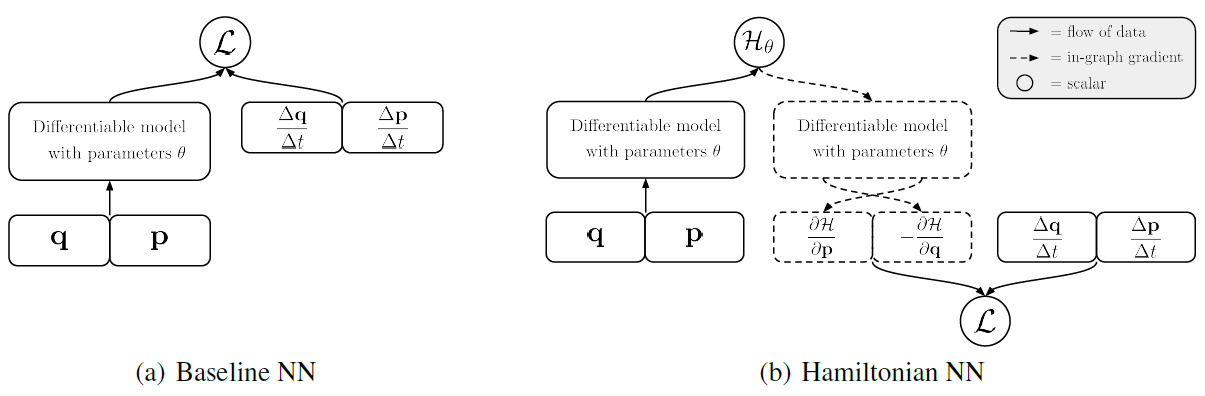 ℒ
Differentiable model
with parameters θ
Δq/Δt Δp/Δt
q p
(a) Baseline NN
ℋ_θ
Differentiable model
with parameters θ
Differentiable model
with parameters θ
q p
∂ℋ/∂p −∂ℋ/∂q
Δq/Δt Δp/Δt
ℒ
(b) Hamiltonian NN
= flow of data
= in-graph gradient
= scalar